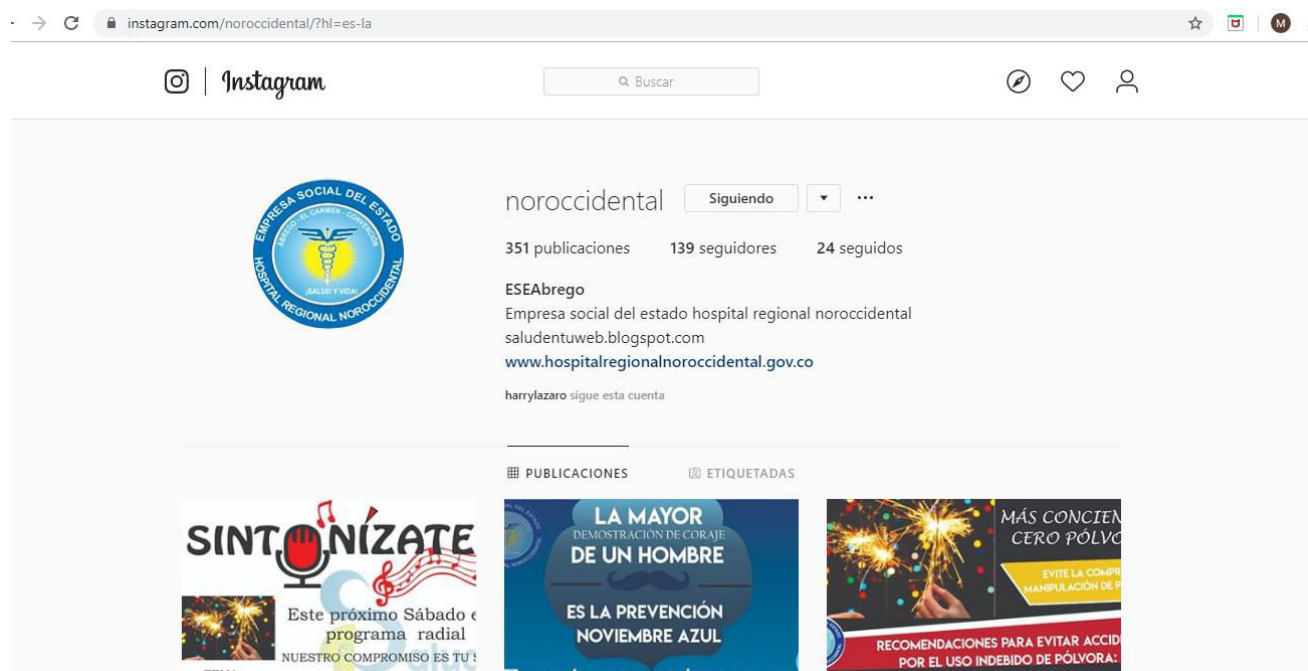 instagram.com/noroccidental/?hl=es-la
M
Instagram
Buscar
EMPRESA SOCIAL DEL ESTADO
ABREGO - EL CARMEN - CONVENCIÓN
¡SALUD Y VIDA!
HOSPITAL REGIONAL NOROCCIDENTAL
noroccidental Siguiendo
351 publicaciones 139 seguidores 24 seguidos
ESEAbrego
Empresa social del estado hospital regional noroccidental
saludentuweb.blogspot.com
www.hospitalregionalnoroccidental.gov.co
harrylazaro sigue esta cuenta
PUBLICACIONES ETIQUETADAS
SINTONÍZATE
Este próximo Sábado e
programa radial
NUESTRO COMPROMISO ES TU
LA MAYOR
DEMOSTRACIÓN DE CORAJE
DE UN HOMBRE
ES LA PREVENCIÓN
NOVIEMBRE AZUL
MÁS CONCIEN
CERO PÓLVO
EVITE LA COMPR
MANIPULACIÓN DE P
RECOMENDACIONES PARA EVITAR ACCID
POR EL USO INDEBIDO DE PÓLVORA: